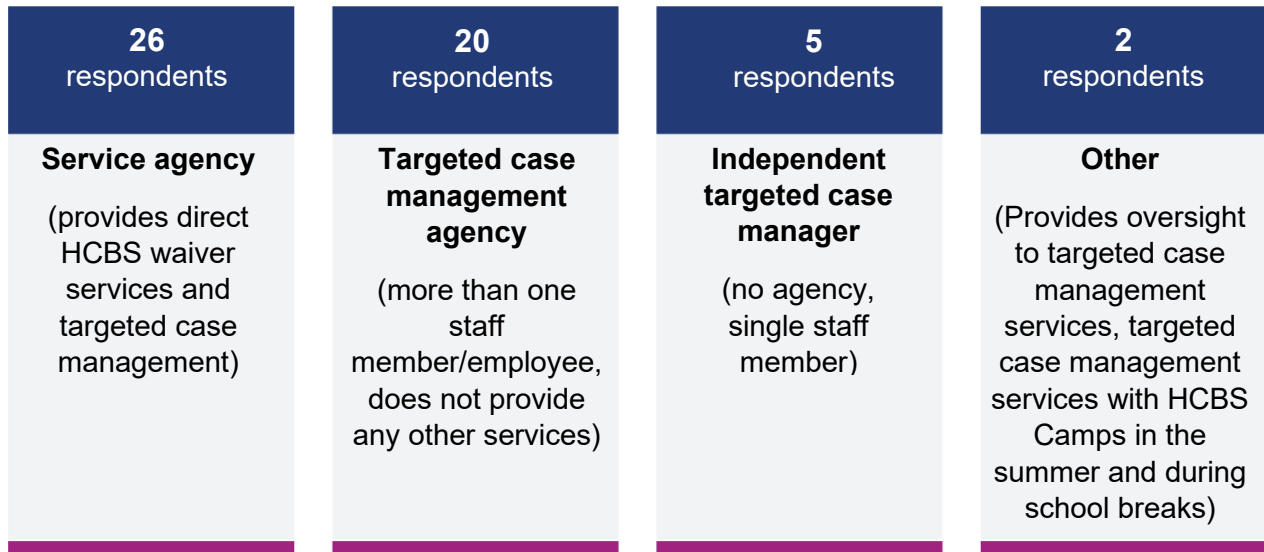 26
respondents
Service agency
(provides direct
HCBS waiver
services and
targeted case
management)
20
respondents
Targeted case
management
agency
(more than one
staff
member/employee,
does not provide
any other services)
5
respondents
Independent
targeted case
manager
(no agency,
single staff
member)
2
respondents
Other
(Provides oversight
to targeted case
management
services, targeted
case management
services with HCBS
Camps in the
summer and during
school breaks)